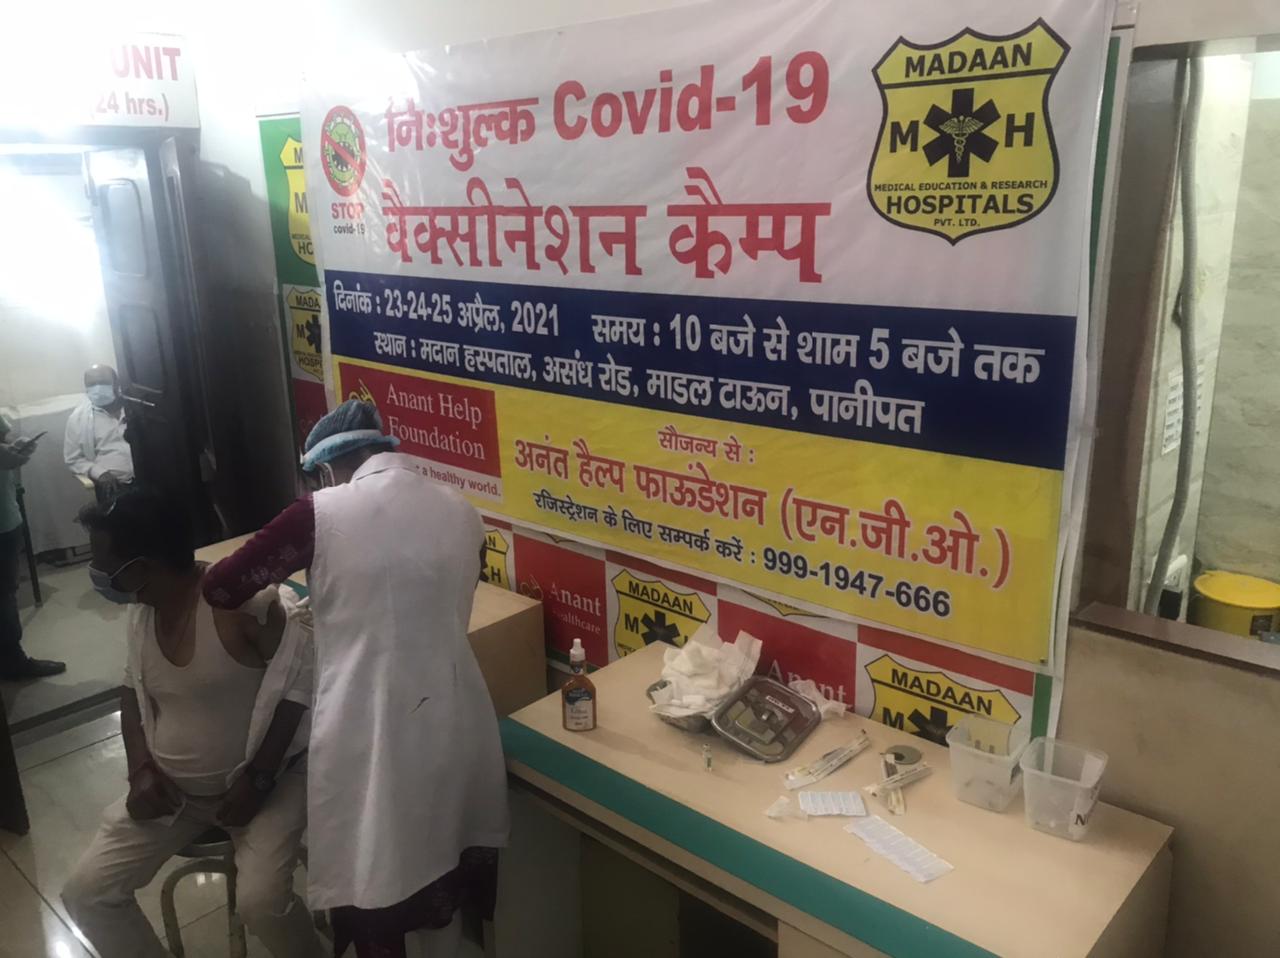 UNIT
(24 hrs.)
निःशुल्क Covid-19
वैक्सीनेशन कैम्प
STOP
covid-19
MADAAN
M H
MEDICAL EDUCATION & RESEARCH
HOSPITALS
PVT. LTD.
दिनांक : 23-24-25 अप्रैल, 2021 समय : 10 बजे से शाम 5 बजे तक
स्थान : मदान हस्पताल, असंध रोड, माडल टाऊन, पानीपत
Anant Help
Foundation
a healthy world.
सौजन्य से :
अनंत हैल्प फाऊंडेशन (एन.जी.ओ.)
रजिस्ट्रेशन के लिए सम्पर्क करें : 999-1947-666
Anant
Healthcare
MADAAN
M
Anant
MADAAN
M